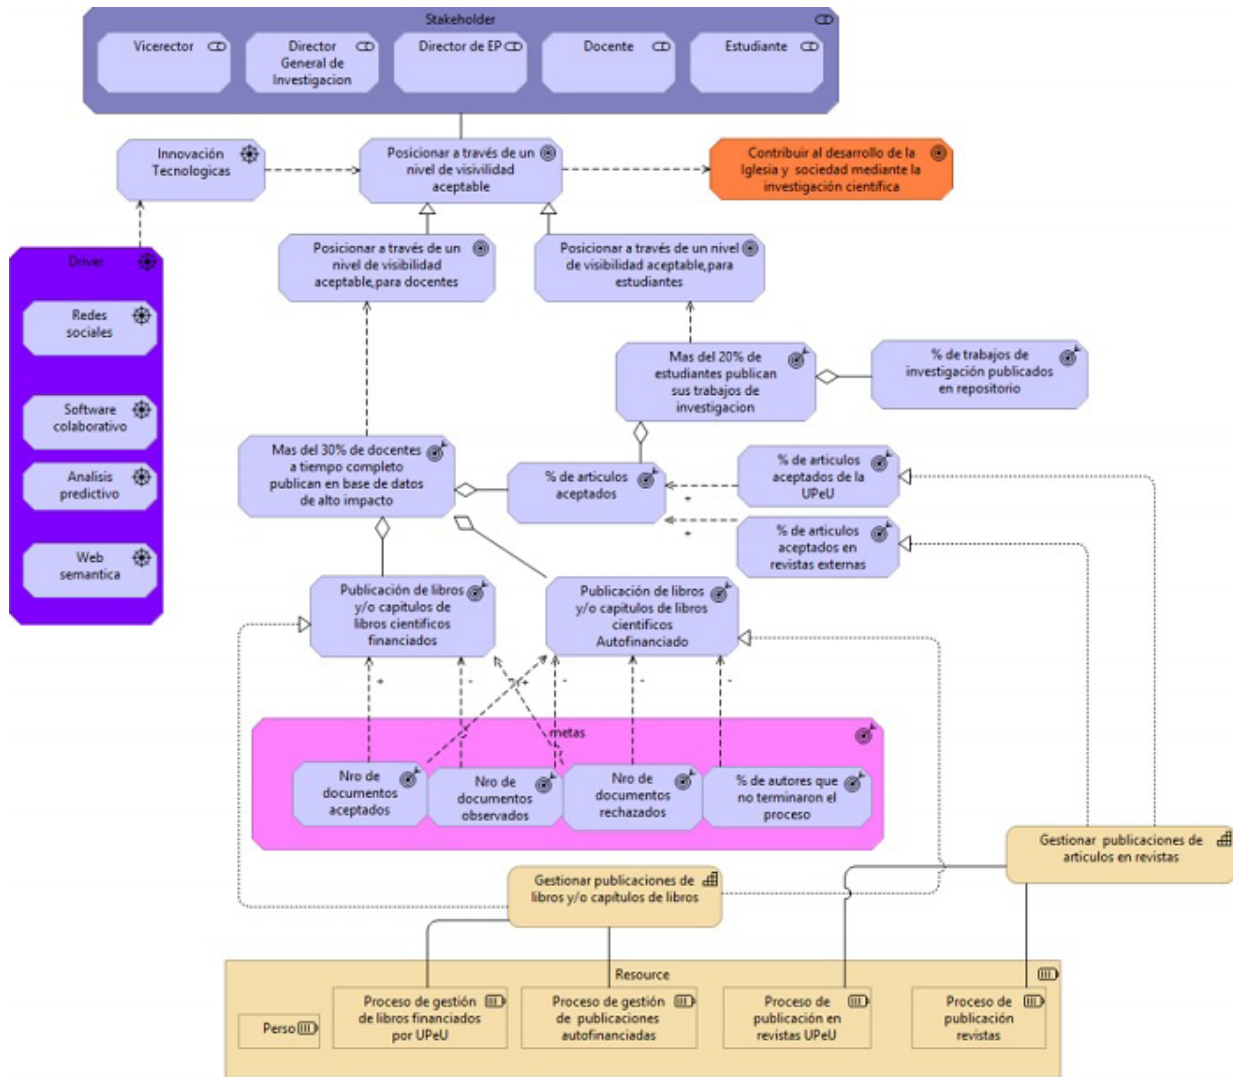 Stakeholder
Vicerector
Director
General de
Investigacion
Director de EP
Docente
Estudiante
Innovación
Tecnologicas
Posicionar a través de un
nivel de visivilidad
aceptable
Contribuir al desarrollo de la
Iglesia y sociedad mediante la
investigación científica
Driver
Redes
sociales
Software
colaborativo
Analisis
predictivo
Web
semantica
Posicionar a través de un
nivel de visibilidad
aceptable,para docentes
Posicionar a través de un nivel
de visibilidad aceptable,para
estudiantes
Mas del 20% de
estudiantes publican
sus trabajos de
investigacion
% de trabajos de
investigación publicados
en repositorio
Mas del 30% de docentes
a tiempo completo
publican en base de datos
de alto impacto
% de articulos
aceptados
% de articulos
aceptados de la
UPeU
+
+
% de articulos
aceptados en
revistas externas
Publicación de libros
y/o capitulos de
libros cientificos
financiados
Publicación de libros
y/o capitulos de libros
cientificos
Autofinanciado
+
-
-
+
-
-
-
metas
Nro de
documentos
aceptados
Nro de
documentos
observados
Nro de
documentos
rechazados
% de autores que
no terminaron el
proceso
Gestionar publicaciones de
articulos en revistas
Gestionar publicaciones de
libros y/o capítulos de libros
Resource
Perso
Proceso de gestión
de libros financiados
por UPeU
Proceso de gestión
de publicaciones
autofinanciadas
Proceso de
publicación en
revistas UPeU
Proceso de
publicación
revistas